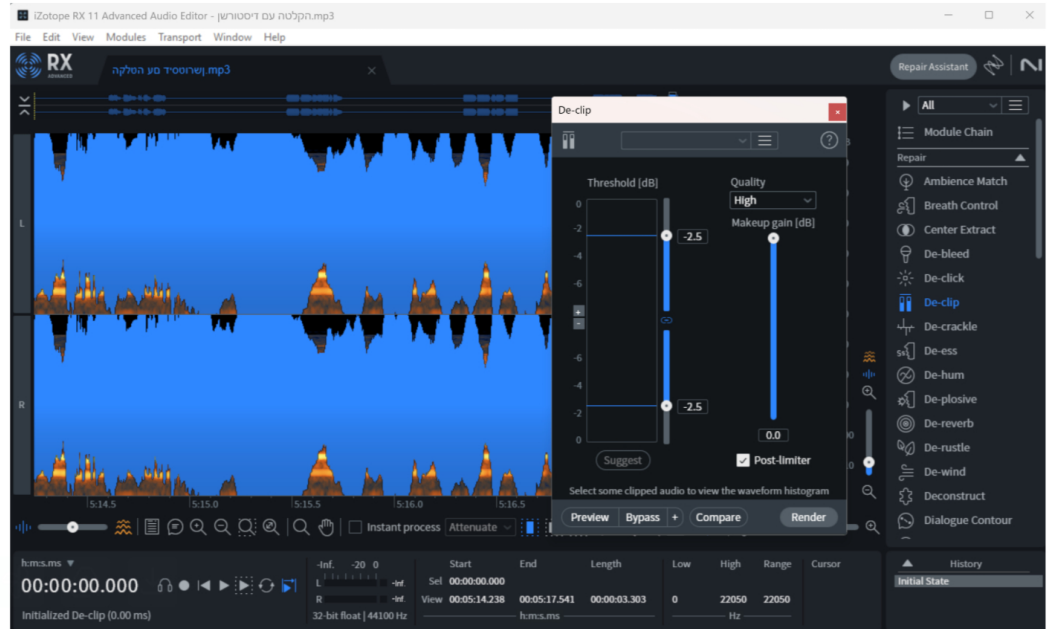 iZotope RX 11 Advanced Audio Editor - הקלטה עם דיסטורשן.mp3
File Edit View Modules Transport Window Help
RX
ADVANCED
הקלטה עם דיסטורשן.mp3
Repair Assistant
De-clip
Threshold [dB]
Quality
High
Makeup gain [dB]
0
-2
-4
-6
-2.5
+
-
-6
-4
-2
0
-2.5
0.0
Suggest
Post-limiter
Select some clipped audio to view the waveform histogram
Preview Bypass + Compare Render
L
R
5:14.5 5:15.0 5:15.5 5:16.0 5:16.5
Instant process Attenuate
All
Module Chain
Repair
Ambience Match
Breath Control
Center Extract
De-bleed
De-click
De-clip
De-crackle
De-ess
De-hum
De-plosive
De-reverb
De-rustle
De-wind
Deconstruct
Dialogue Contour
h:m:s.ms
00:00:00.000
Initialized De-clip (0.00 ms)
-Inf. -20 0
L -Inf.
R -Inf.
32-bit float | 44100 Hz
Start End Length Low High Range Cursor
Sel 00:00:00.000
View 00:05:14.238 00:05:17.541 00:00:03.303 0 22050 22050
h:m:s.ms Hz
History
Initial State